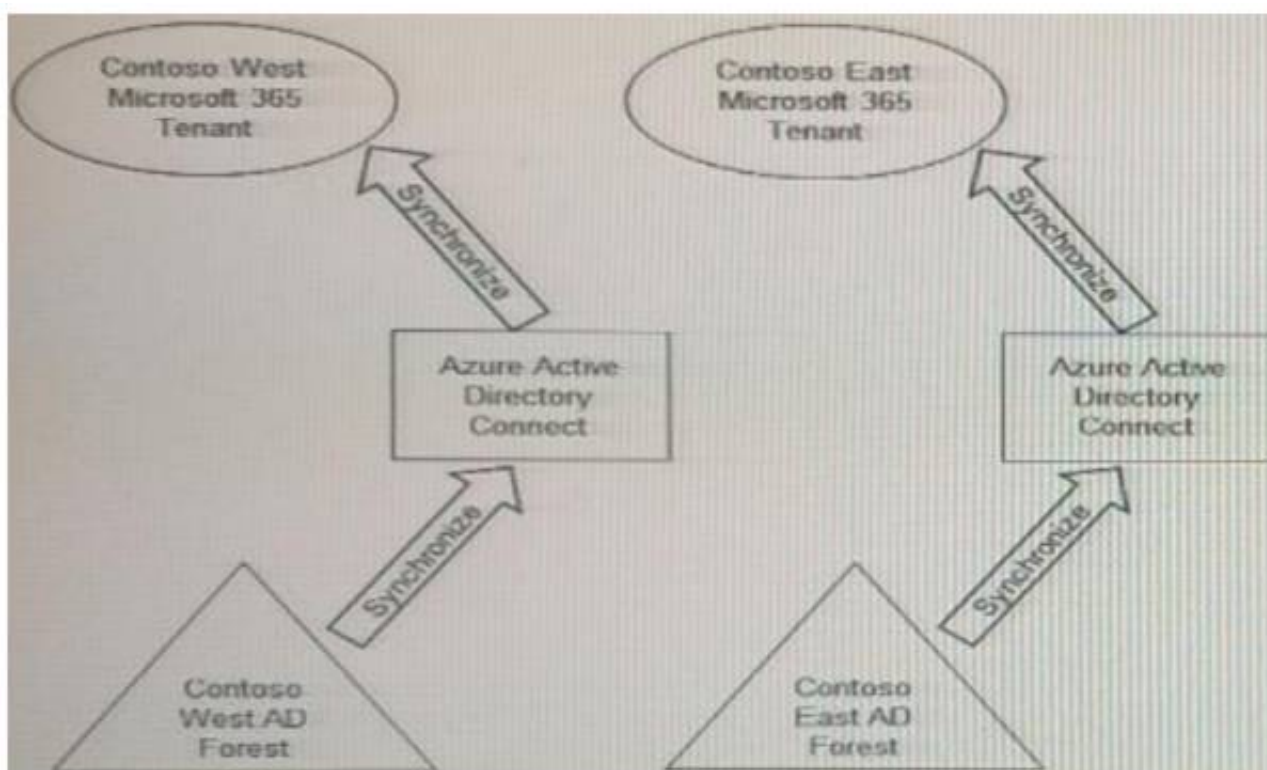 Contoso West
Microsoft 365
Tenant
Contoso East
Microsoft 365
Tenant
Synchronize
Synchronize
Azure Active
Directory
Connect
Azure Active
Directory
Connect
Synchronize
Synchronize
Contoso
West AD
Forest
Contoso
East AD
Forest